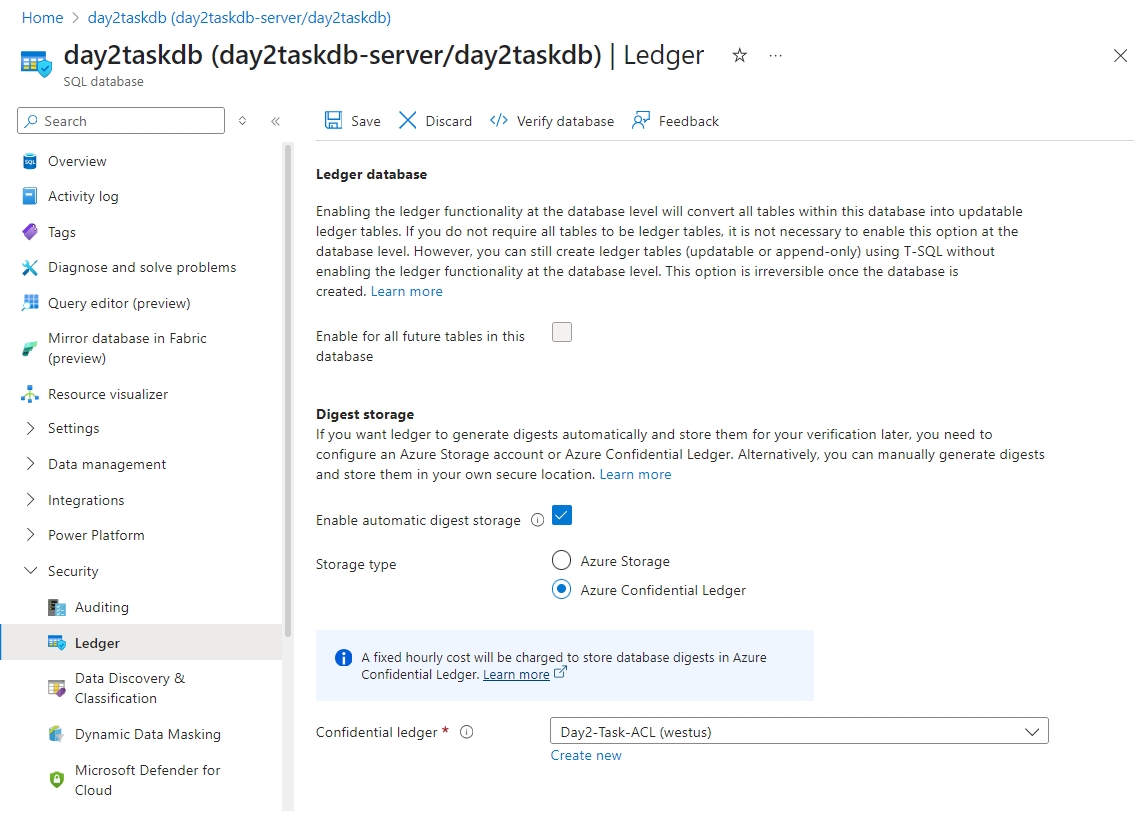 Home > day2taskdb (day2taskdb-server/day2taskdb)
day2taskdb (day2taskdb-server/day2taskdb) | Ledger
SQL database
Search
Save
Discard
Verify database
Feedback
Overview
Activity log
Tags
Diagnose and solve problems
Query editor (preview)
Mirror database in Fabric
(preview)
Resource visualizer
Settings
Data management
Integrations
Power Platform
Security
Auditing
Ledger
Data Discovery &
Classification
Dynamic Data Masking
Microsoft Defender for
Cloud
Ledger database
Enabling the ledger functionality at the database level will convert all tables within this database into updatable
ledger tables. If you do not require all tables to be ledger tables, it is not necessary to enable this option at the
database level. However, you can still create ledger tables (updatable or append-only) using T-SQL without
enabling the ledger functionality at the database level. This option is irreversible once the database is
created. Learn more
Enable for all future tables in this
database
Digest storage
If you want ledger to generate digests automatically and store them for your verification later, you need to
configure an Azure Storage account or Azure Confidential Ledger. Alternatively, you can manually generate digests
and store them in your own secure location. Learn more
Enable automatic digest storage
Storage type
Azure Storage
Azure Confidential Ledger
A fixed hourly cost will be charged to store database digests in Azure
Confidential Ledger. Learn more
Confidential ledger *
Day2-Task-ACL (westus)
Create new